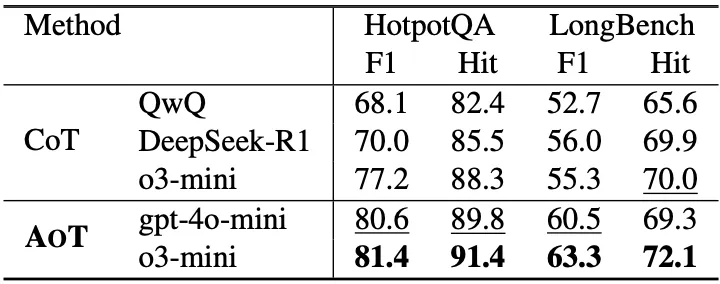 Method HotpotQA LongBench
F1 Hit F1 Hit
QwQ 68.1 82.4 52.7 65.6
CoT DeepSeek-R1 70.0 85.5 56.0 69.9
o3-mini 77.2 88.3 55.3 70.0
gpt-4o-mini 80.6 89.8 60.5 69.3
AOT
o3-mini 81.4 91.4 63.3 72.1